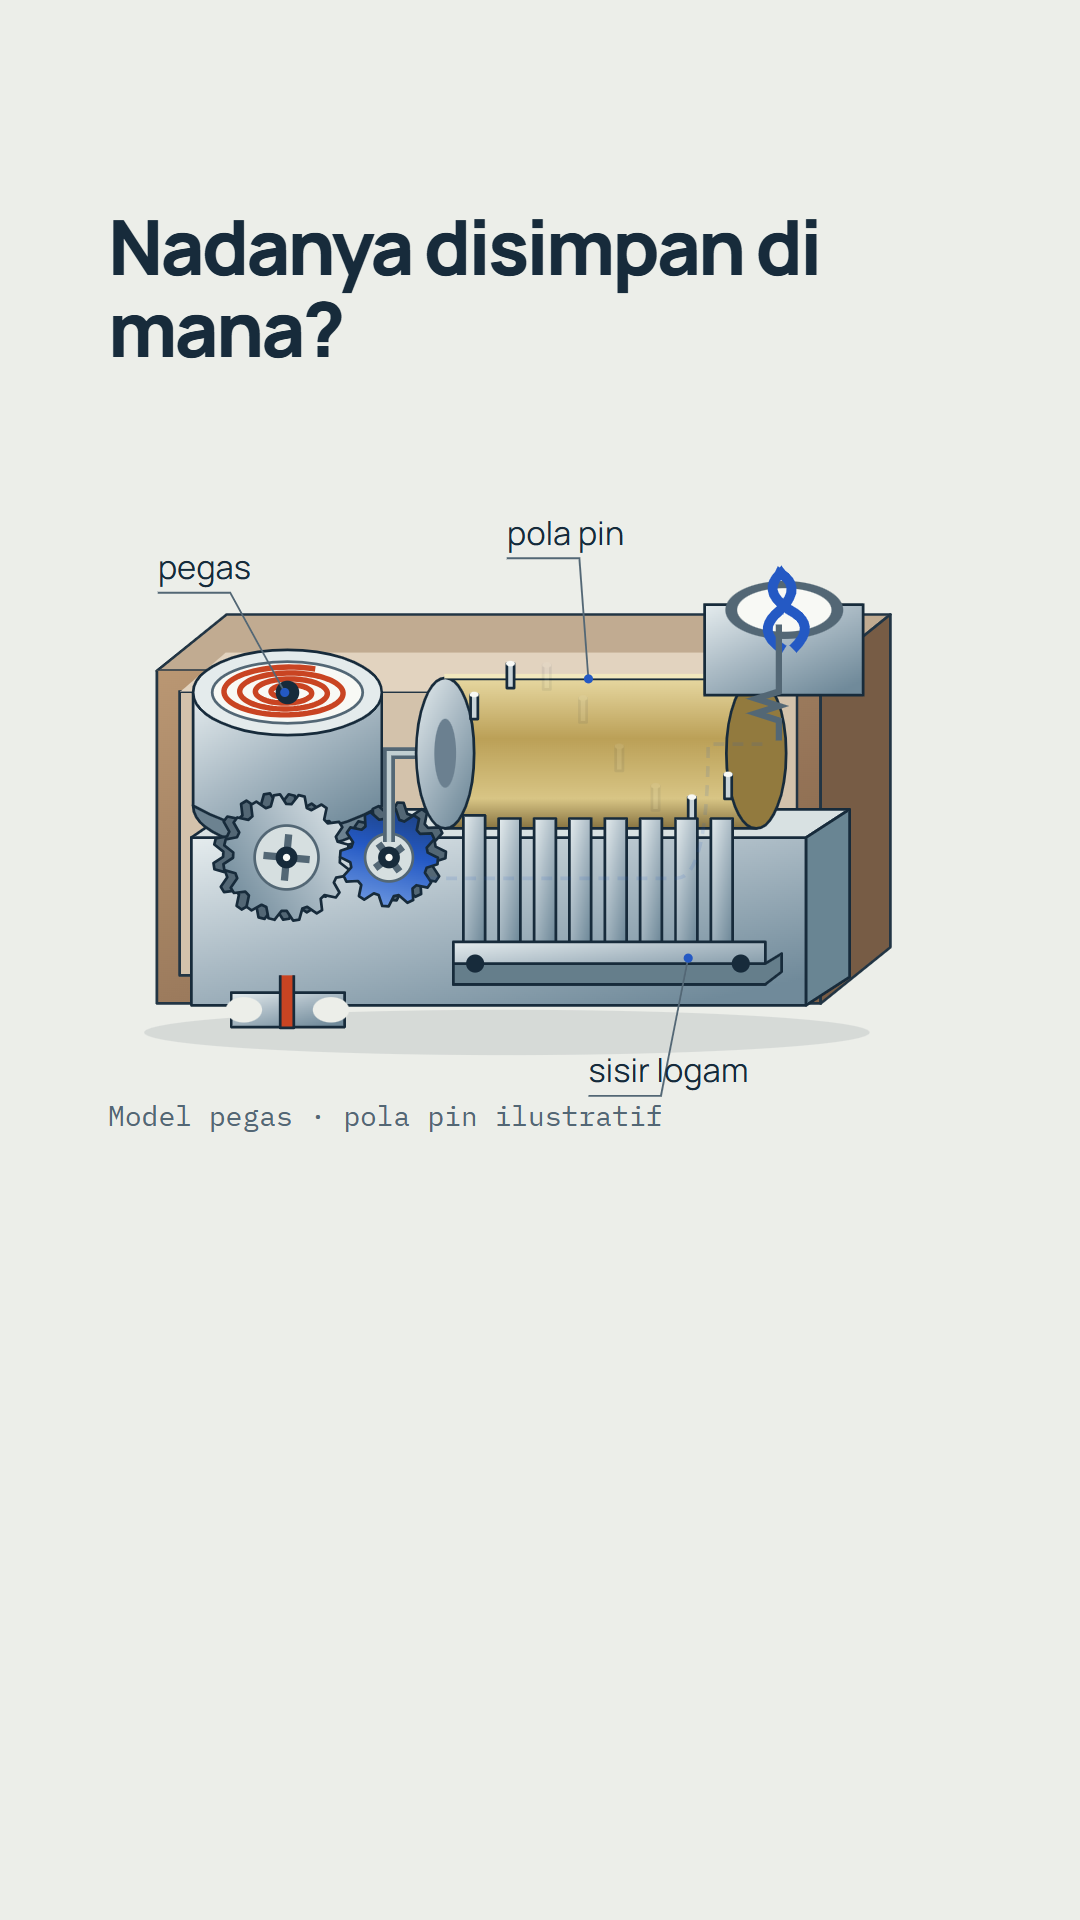 Nadanya disimpan di
mana?
pola pin
pegas
sisir logam
Model pegas · pola pin ilustratif